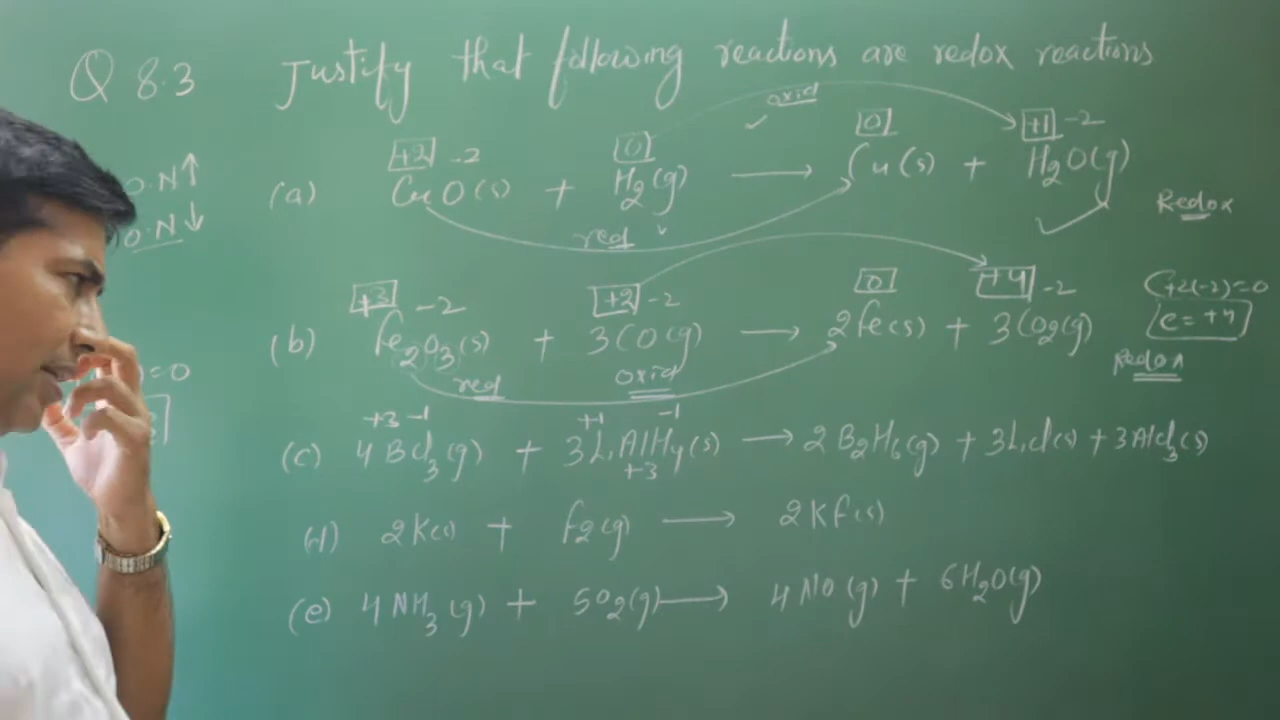 Q 8.3 Justify that following reactions are redox reactions
oxid
+2 -2 0 0 +1 -2
O.N↑
(a) CuO(s) + H2(g) → Cu(s) + H2O(g)
O.N↓
Redox
red
+3 -2 +2 -2 0 +4 -2
C+2(-2)=0
(b) Fe2O3(s) + 3CO(g) → 2Fe(s) + 3CO2(g)
C=+4
Redox
)=0
red oxid
+3 -1 +1 -1
(c) 4BCl3(g) + 3LiAlH4(s) → 2B2H6(g) + 3LiCl(s) + 3AlCl3(s)
+3
(d) 2K(s) + F2(g) → 2KF(s)
(e) 4NH3(g) + 5O2(g) → 4NO(g) + 6H2O(g)